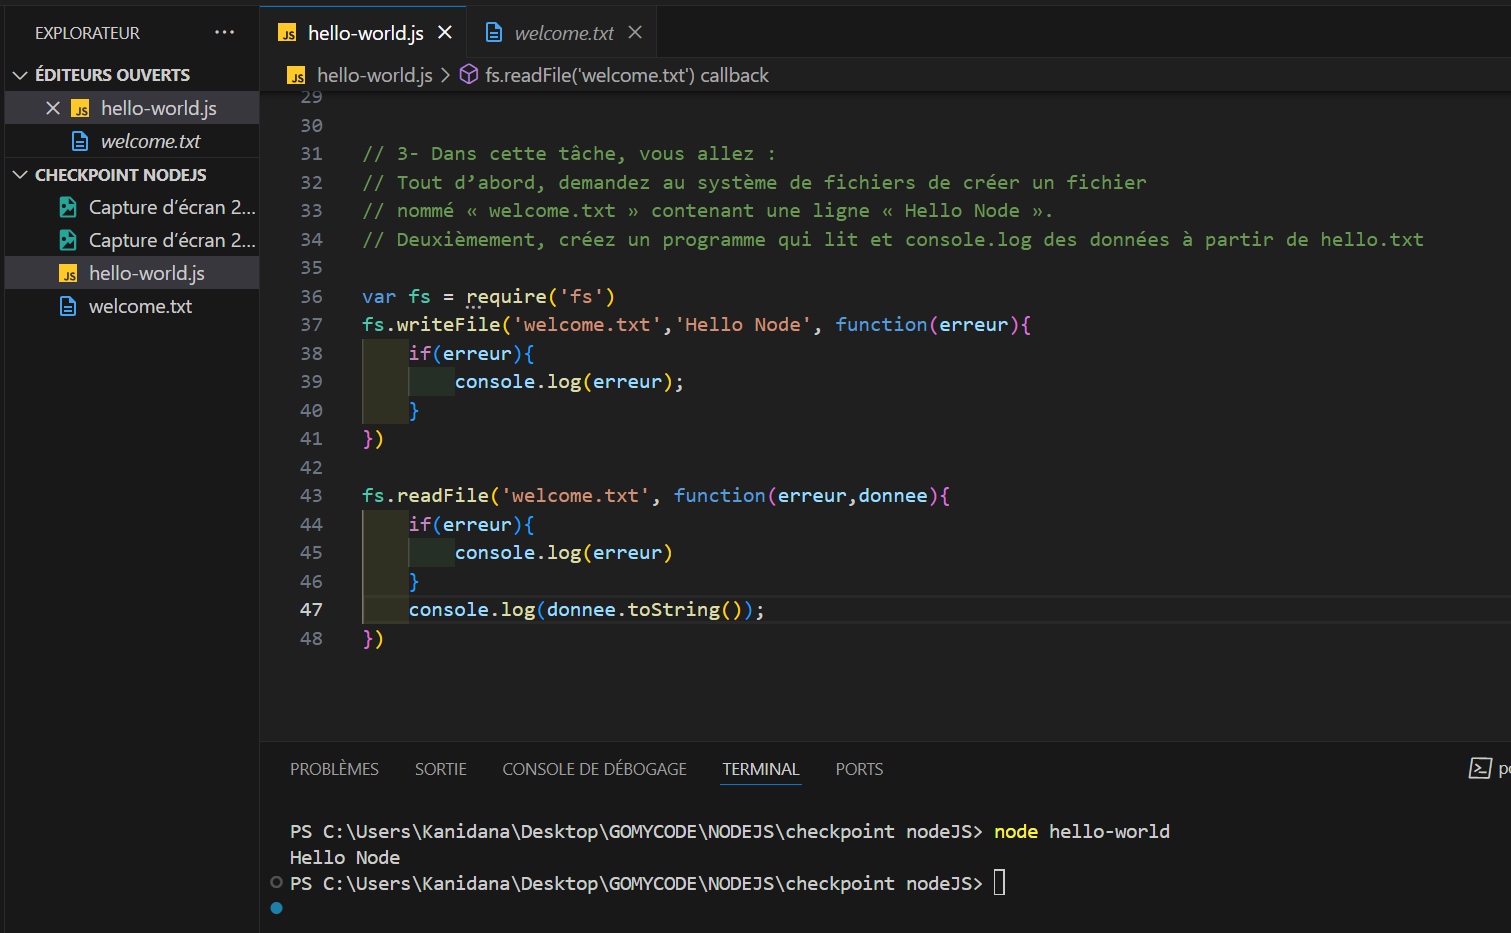 EXPLORATEUR ...
ÉDITEURS OUVERTS
JS hello-world.js
welcome.txt
CHECKPOINT NODEJS
Capture d'écran 2...
Capture d'écran 2...
JS hello-world.js
welcome.txt
JS hello-world.js welcome.txt
JS hello-world.js > fs.readFile('welcome.txt') callback
29
30
31 // 3- Dans cette tâche, vous allez :
32 // Tout d’abord, demandez au système de fichiers de créer un fichier
33 // nommé « welcome.txt » contenant une ligne « Hello Node ».
34 // Deuxièmement, créez un programme qui lit et console.log des données à partir de hello.txt
35
36 var fs = require('fs')
37 fs.writeFile('welcome.txt','Hello Node', function(erreur){
38 if(erreur){
39 console.log(erreur);
40 }
41 })
42
43 fs.readFile('welcome.txt', function(erreur,donnee){
44 if(erreur){
45 console.log(erreur)
46 }
47 console.log(donnee.toString());
48 })
PROBLÈMES SORTIE CONSOLE DE DÉBOGAGE TERMINAL PORTS
PS C:\Users\Kanidana\Desktop\GOMYCODE\NODEJS\checkpoint nodeJS> node hello-world
Hello Node
PS C:\Users\Kanidana\Desktop\GOMYCODE\NODEJS\checkpoint nodeJS>